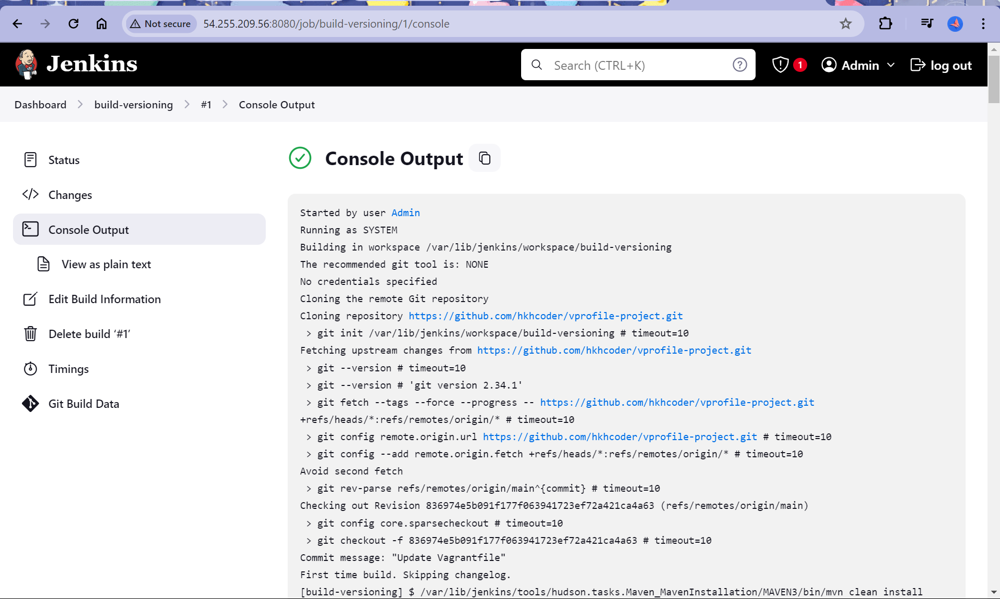 Not secure 54.255.209.56:8080/job/build-versioning/1/console
Jenkins Search (CTRL+K) 1 Admin log out
Dashboard build-versioning #1 Console Output
Status
Changes
Console Output
View as plain text
Edit Build Information
Delete build ‘#1’
Timings
Git Build Data
Console Output
Started by user Admin
Running as SYSTEM
Building in workspace /var/lib/jenkins/workspace/build-versioning
The recommended git tool is: NONE
No credentials specified
Cloning the remote Git repository
Cloning repository https://github.com/hkhcoder/vprofile-project.git
> git init /var/lib/jenkins/workspace/build-versioning # timeout=10
Fetching upstream changes from https://github.com/hkhcoder/vprofile-project.git
> git --version # timeout=10
> git --version # 'git version 2.34.1'
> git fetch --tags --force --progress -- https://github.com/hkhcoder/vprofile-project.git
+refs/heads/*:refs/remotes/origin/* # timeout=10
> git config remote.origin.url https://github.com/hkhcoder/vprofile-project.git # timeout=10
> git config --add remote.origin.fetch +refs/heads/*:refs/remotes/origin/* # timeout=10
Avoid second fetch
> git rev-parse refs/remotes/origin/main^{commit} # timeout=10
Checking out Revision 836974e5b091f177f063941723ef72a421ca4a63 (refs/remotes/origin/main)
> git config core.sparsecheckout # timeout=10
> git checkout -f 836974e5b091f177f063941723ef72a421ca4a63 # timeout=10
Commit message: "Update Vagrantfile"
First time build. Skipping changelog.
[build-versioning] $ /var/lib/jenkins/tools/hudson.tasks.Maven_MavenInstallation/MAVEN3/bin/mvn clean install